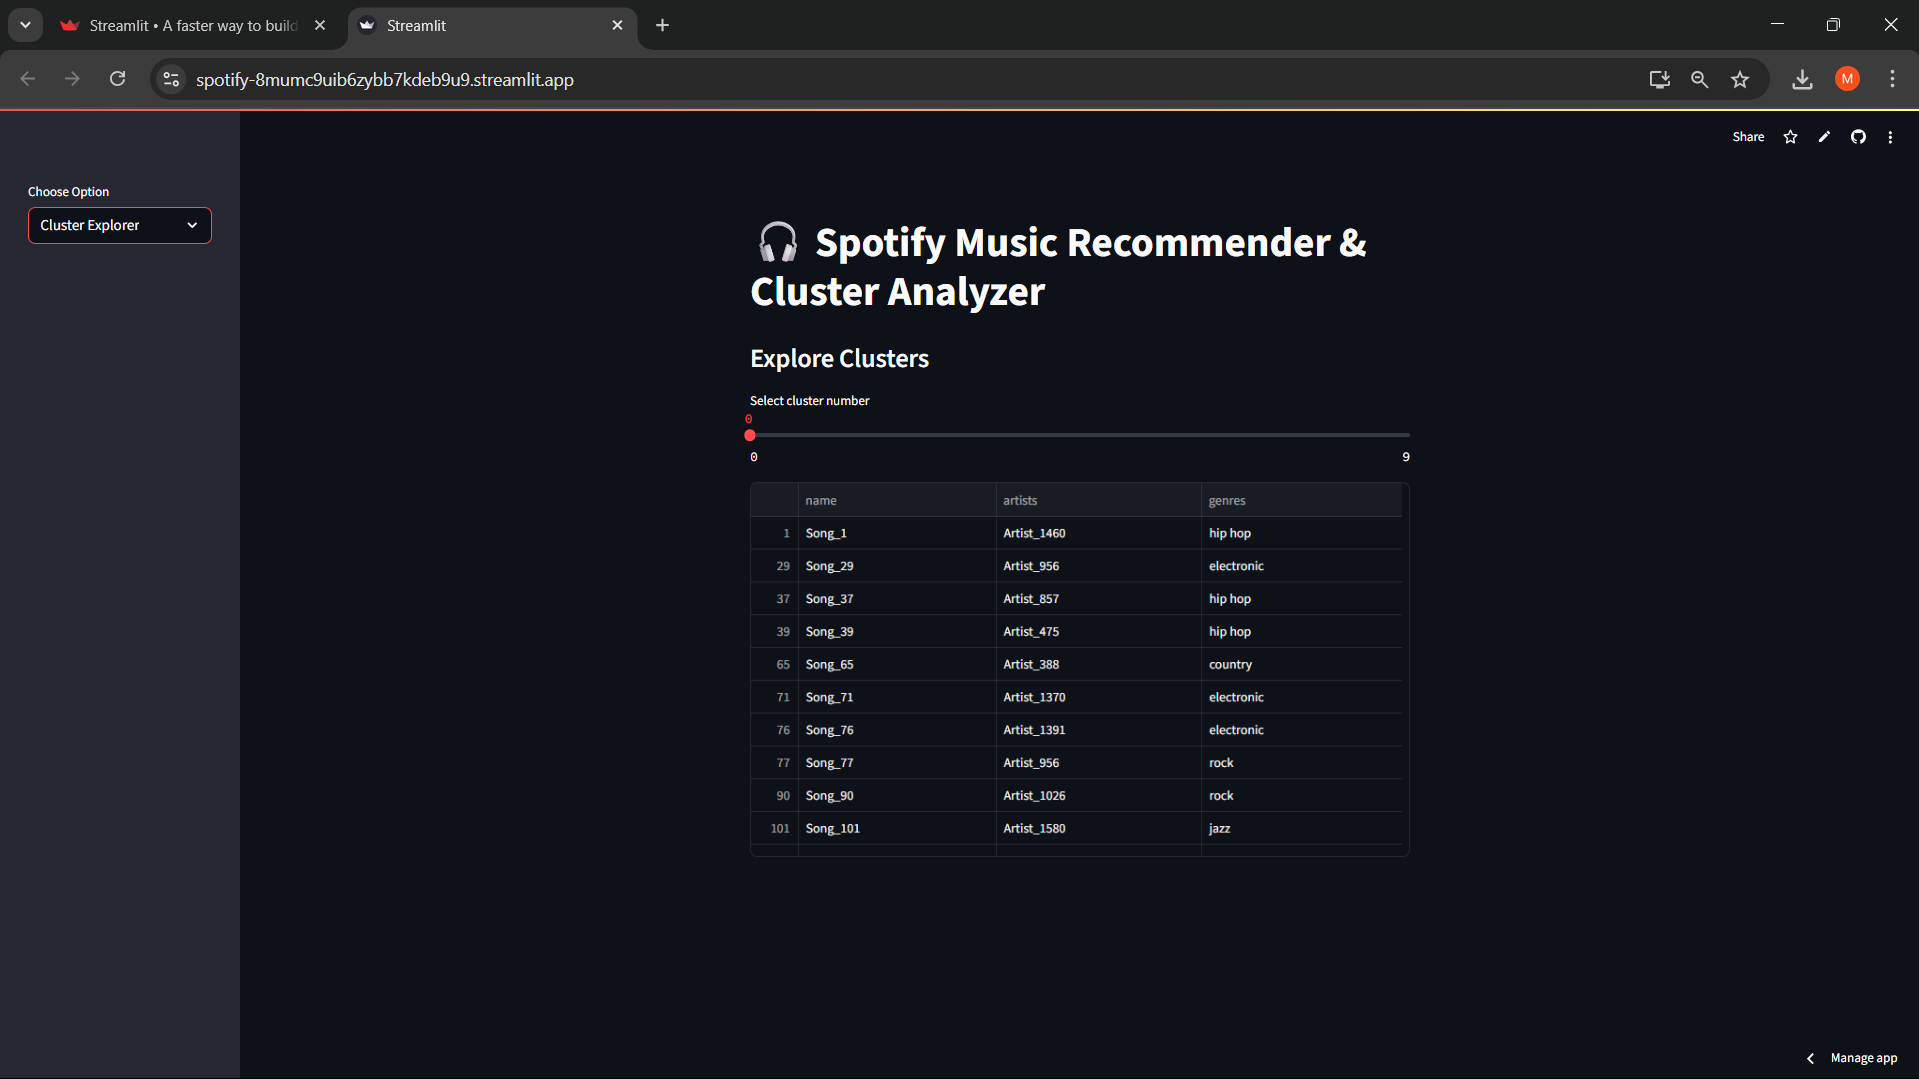 Streamlit • A faster way to build
Streamlit
spotify-8mumc9uib6zybb7kdeb9u9.streamlit.app
M
Share
Choose Option
Cluster Explorer
🎧 Spotify Music Recommender &
Cluster Analyzer
Explore Clusters
Select cluster number
0
0 9
name artists genres
1 Song_1 Artist_1460 hip hop
29 Song_29 Artist_956 electronic
37 Song_37 Artist_857 hip hop
39 Song_39 Artist_475 hip hop
65 Song_65 Artist_388 country
71 Song_71 Artist_1370 electronic
76 Song_76 Artist_1391 electronic
77 Song_77 Artist_956 rock
90 Song_90 Artist_1026 rock
101 Song_101 Artist_1580 jazz
Manage app